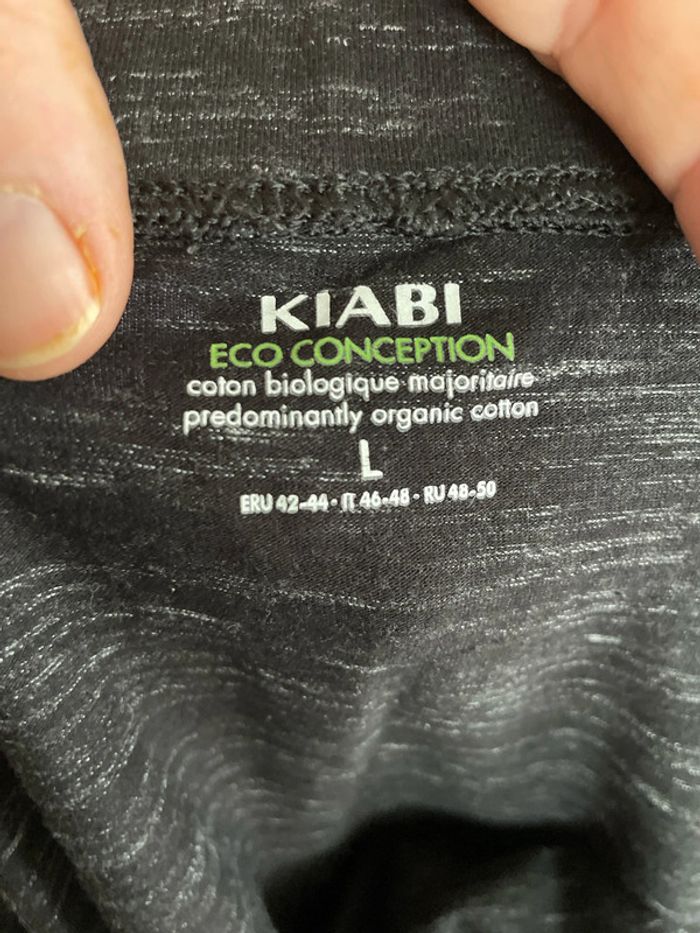 KIABI
ECO CONCEPTION
coton biologique majoritaire
predominantly organic cotton
L
ERU 42-44 • IT 46-48 • RU 48-50